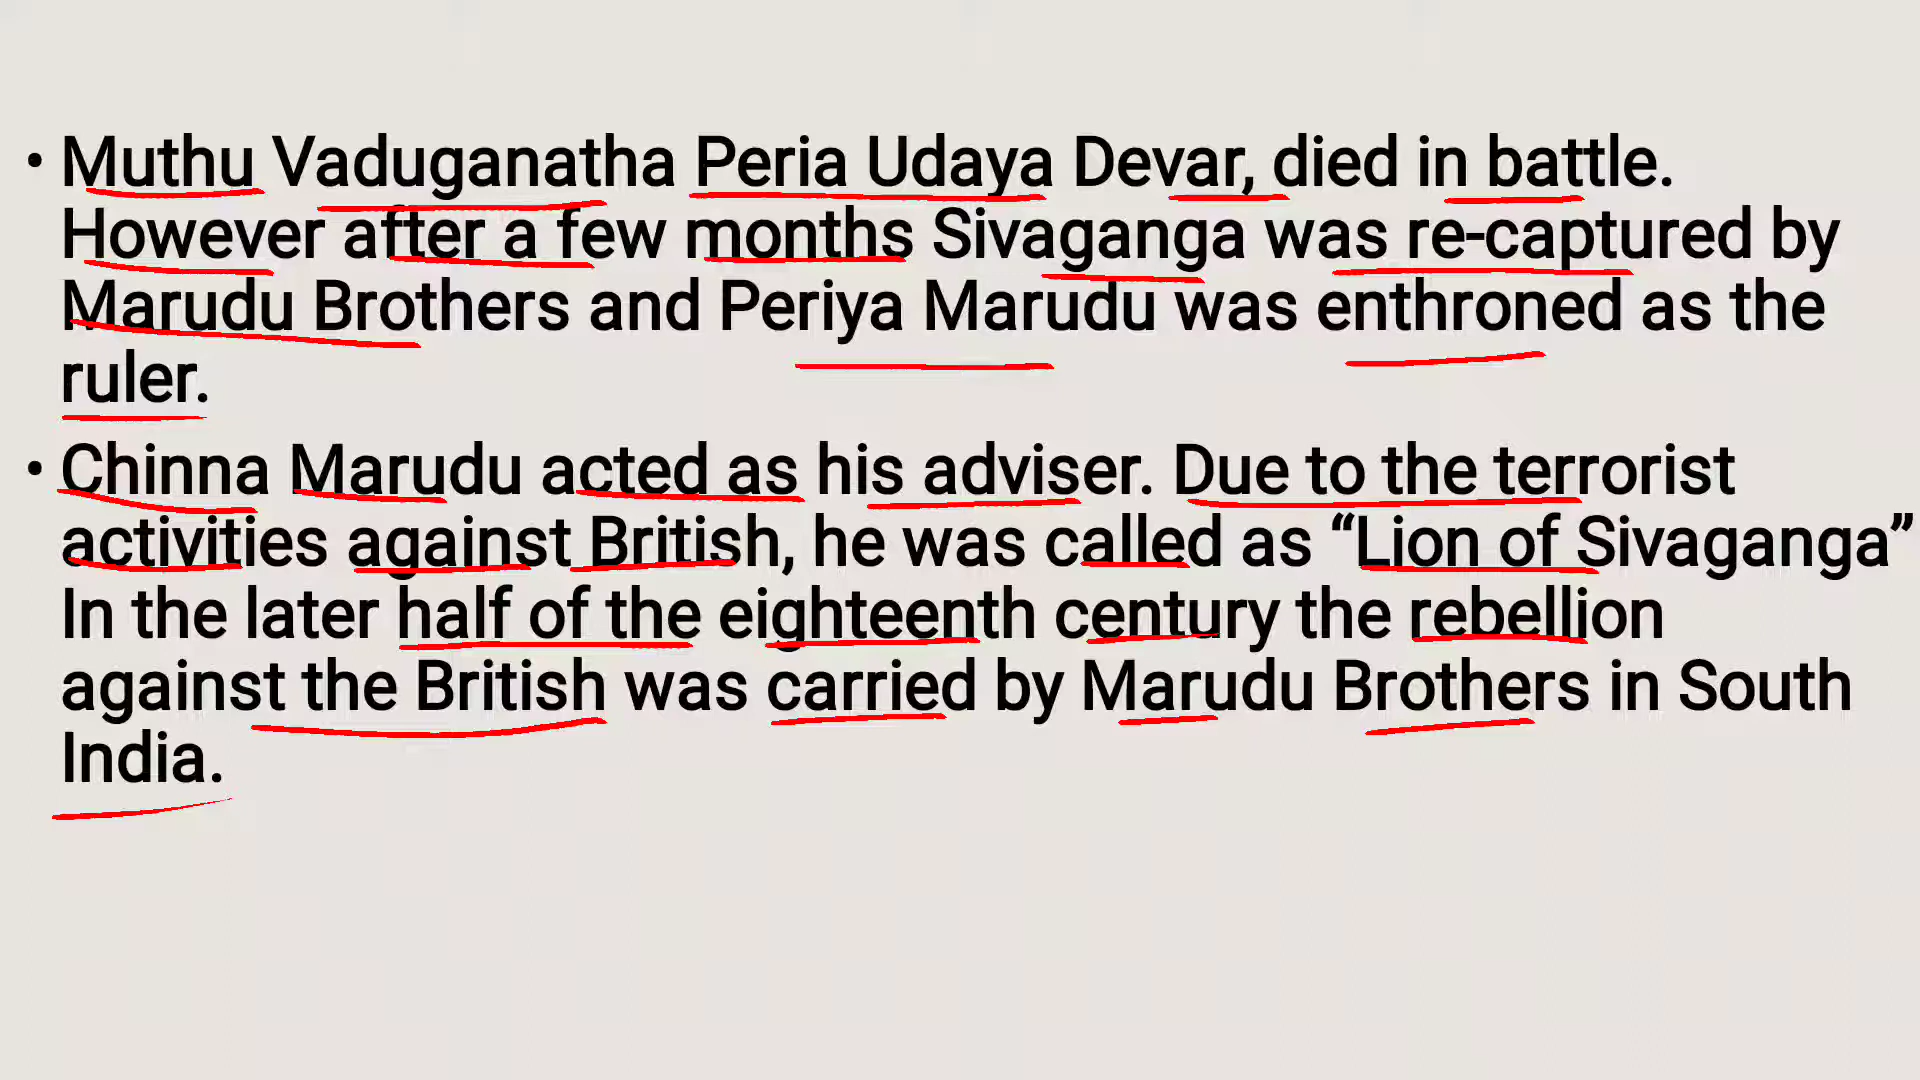 • Muthu Vaduganatha Peria Udaya Devar, died in battle.
However after a few months Sivaganga was re-captured by
Marudu Brothers and Periya Marudu was enthroned as the
ruler.
• Chinna Marudu acted as his adviser. Due to the terrorist
activities against British, he was called as “Lion of Sivaganga”
In the later half of the eighteenth century the rebellion
against the British was carried by Marudu Brothers in South
India.